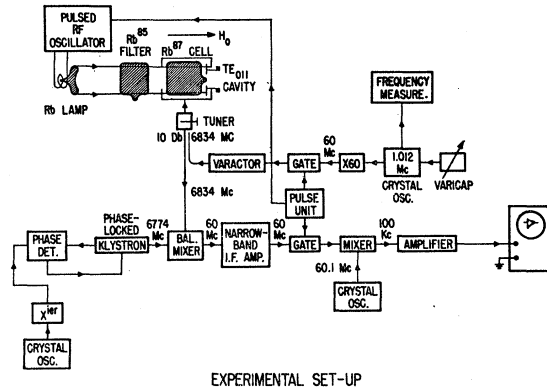 PULSED
RF
OSCILLATOR
Rb LAMP
Rb85
FILTER
Rb87 CELL
H0
TE011
CAVITY
TUNER
10 Db
6834 MC
FREQUENCY
MEASURE.
VARACTOR
GATE
60
Mc
X60
1.012
Mc
CRYSTAL OSC.
VARICAP
6834 Mc
PULSE
UNIT
PHASE
DET.
PHASE-
LOCKED
KLYSTRON
6774
Mc
BAL.
MIXER
60
Mc
NARROW-
BAND
I.F. AMP.
60
Mc
GATE
MIXER
100
Kc
AMPLIFIER
60.1 Mc
CRYSTAL
OSC.
Xier
CRYSTAL
OSC.
EXPERIMENTAL SET-UP